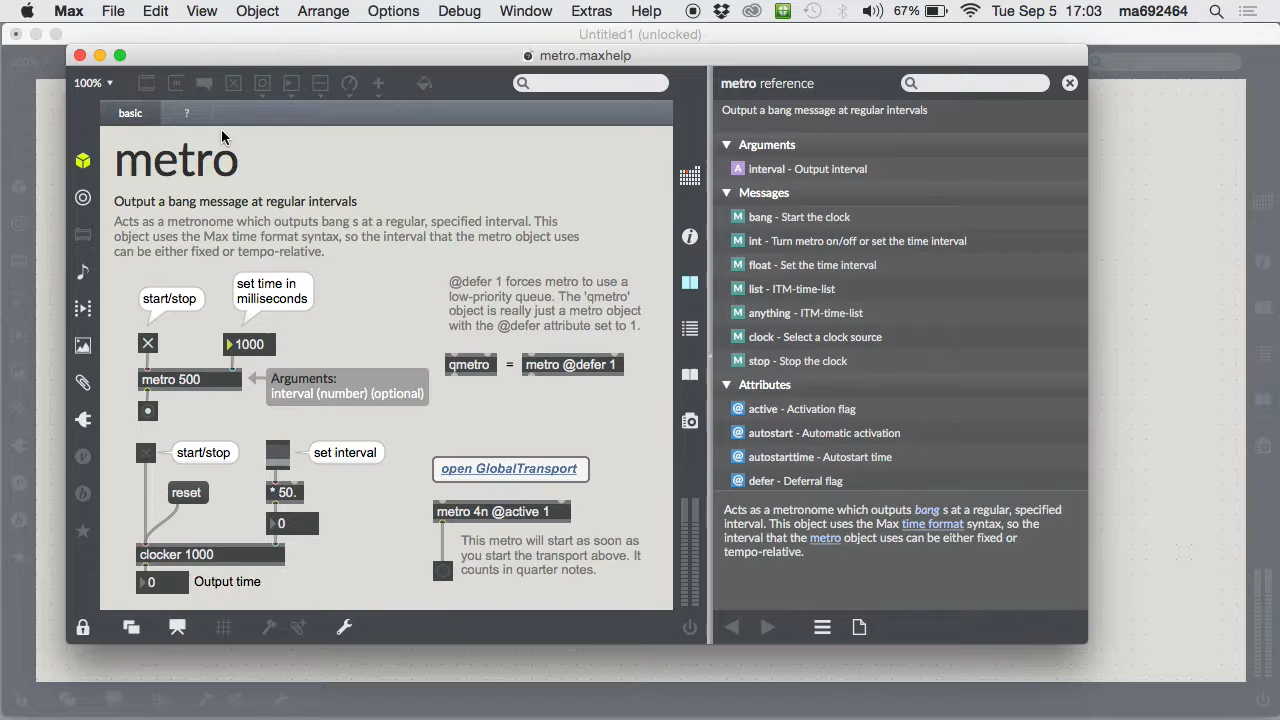 Max File Edit View Object Arrange Options Debug Window Extras Help 67% Tue Sep 5 17:03 ma692464
Untitled1 (unlocked)
metro.maxhelp
100%
basic ?
metro
Output a bang message at regular intervals
Acts as a metronome which outputs bang s at a regular, specified interval. This
object uses the Max time format syntax, so the interval that the metro object uses
can be either fixed or tempo-relative.
start/stop
set time in
milliseconds
1000
metro 500
Arguments:
interval (number) (optional)
@defer 1 forces metro to use a
low-priority queue. The 'qmetro'
object is really just a metro object
with the @defer attribute set to 1.
qmetro = metro @defer 1
start/stop
set interval
reset
* 50.
0
clocker 1000
0 Output time
open GlobalTransport
metro 4n @active 1
This metro will start as soon as
you start the transport above. It
counts in quarter notes.
metro reference
Output a bang message at regular intervals
Arguments
A interval - Output interval
Messages
M bang - Start the clock
M int - Turn metro on/off or set the time interval
M float - Set the time interval
M list - ITM-time-list
M anything - ITM-time-list
M clock - Select a clock source
M stop - Stop the clock
Attributes
@ active - Activation flag
@ autostart - Automatic activation
@ autostarttime - Autostart time
@ defer - Deferral flag
Acts as a metronome which outputs bang s at a regular, specified
interval. This object uses the Max time format syntax, so the
interval that the metro object uses can be either fixed or
tempo-relative.